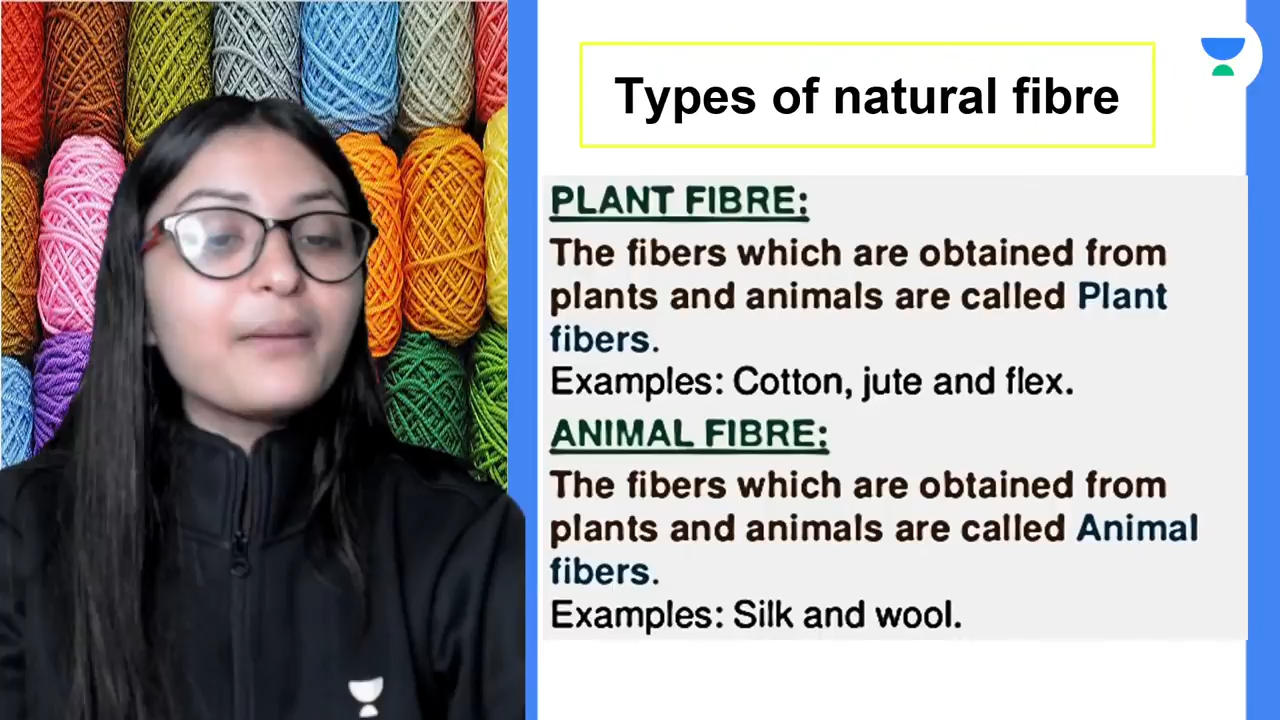 Types of natural fibre
PLANT FIBRE:
The fibers which are obtained from
plants and animals are called Plant
fibers.
Examples: Cotton, jute and flex.
ANIMAL FIBRE:
The fibers which are obtained from
plants and animals are called Animal
fibers.
Examples: Silk and wool.